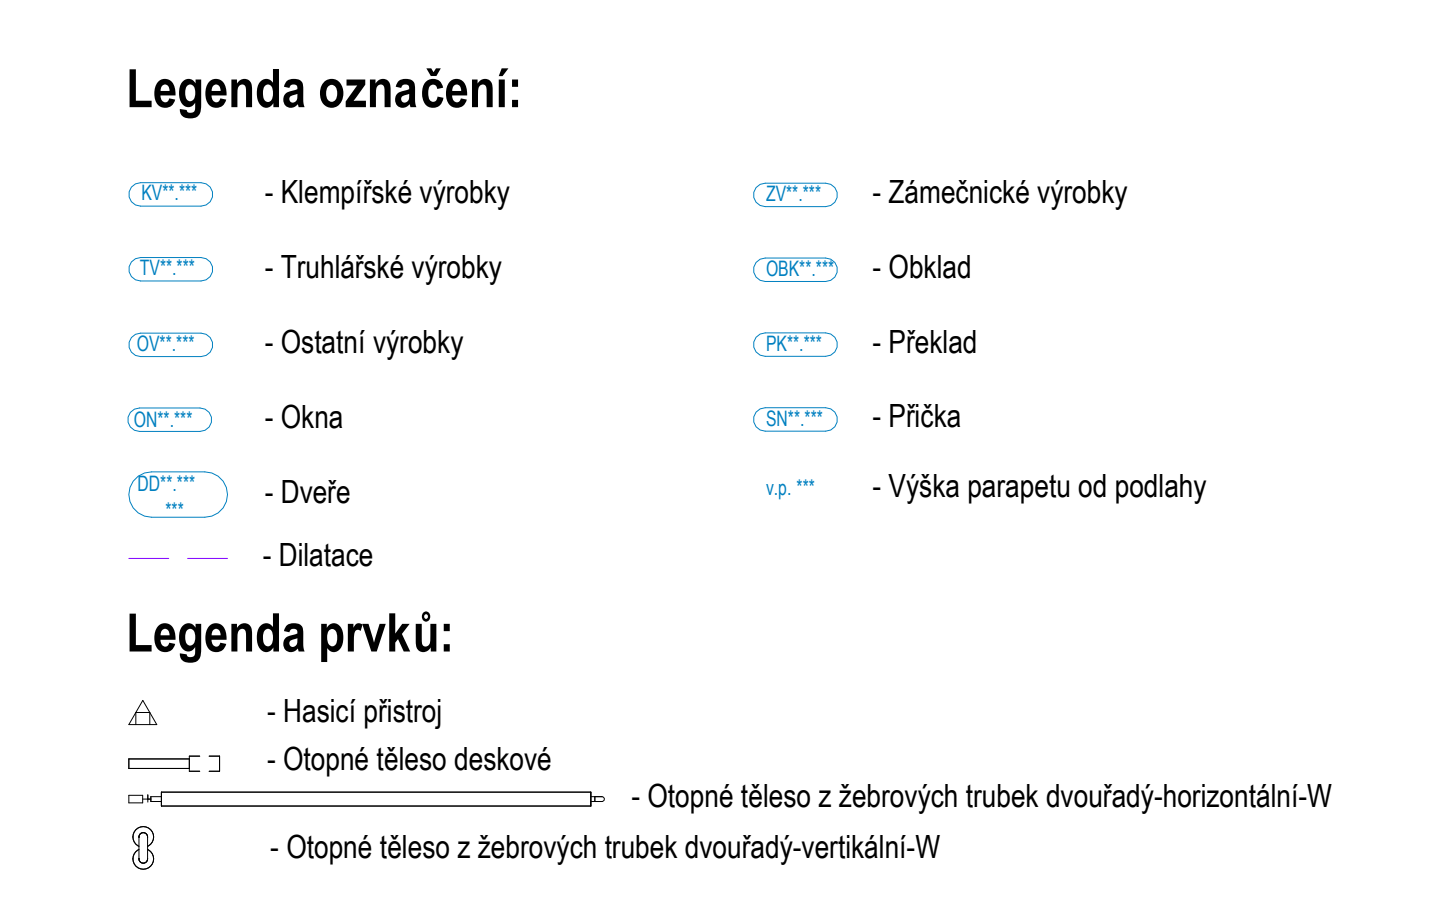 Legenda označení:
KV**.*** - Klempířské výrobky
ZV**.*** - Zámečnické výrobky
TV**.*** - Truhlářské výrobky
OBK**.*** - Obklad
OV**.*** - Ostatní výrobky
PK**.*** - Překlad
ON**.*** - Okna
SN**.*** - Přička
DD**.***
*** - Dveře
v.p. *** - Výška parapetu od podlahy
- Dilatace
Legenda prvků:
- Hasicí přistroj
- Otopné těleso deskové
- Otopné těleso z žebrových trubek dvouřadý-horizontální-W
- Otopné těleso z žebrových trubek dvouřadý-vertikální-W